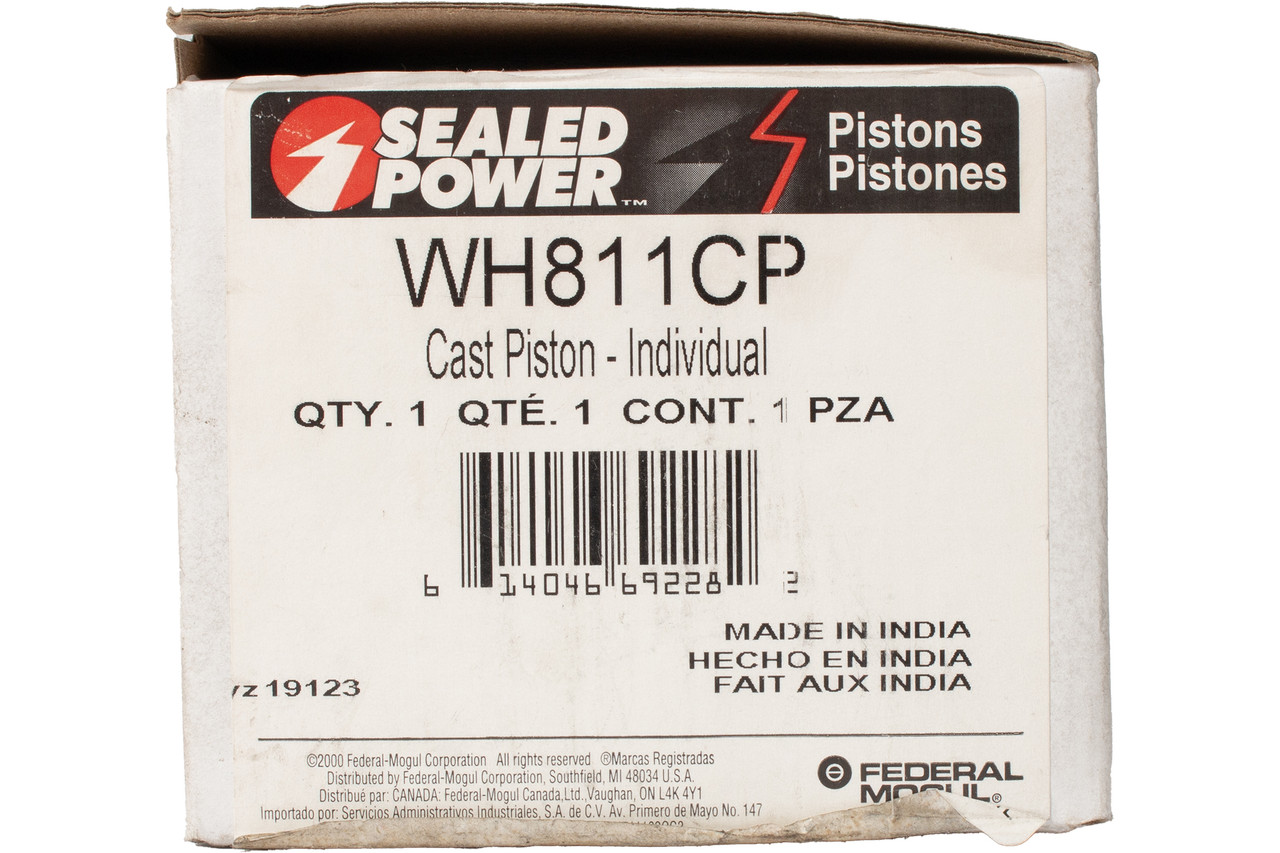 SEALED
POWER™
Pistons
Pistones
WH811CP
Cast Piston - Individual
QTY. 1 QTÉ. 1 CONT. 1 PZA
6 14046 69228 2
MADE IN INDIA
HECHO EN INDIA
FAIT AUX INDIA
19123
©2000 Federal-Mogul Corporation All rights reserved ®Marcas Registradas
Distributed by Federal-Mogul Corporation, Southfield, MI 48034 U.S.A.
Distribué par: CANADA: Federal-Mogul Canada,Ltd.,Vaughan, ON L4K 4Y1
Importado por: Servicios Administrativos Industriales, S.A. de C.V. Av. Primero de Mayo No. 147
FEDERAL
MOGUL®